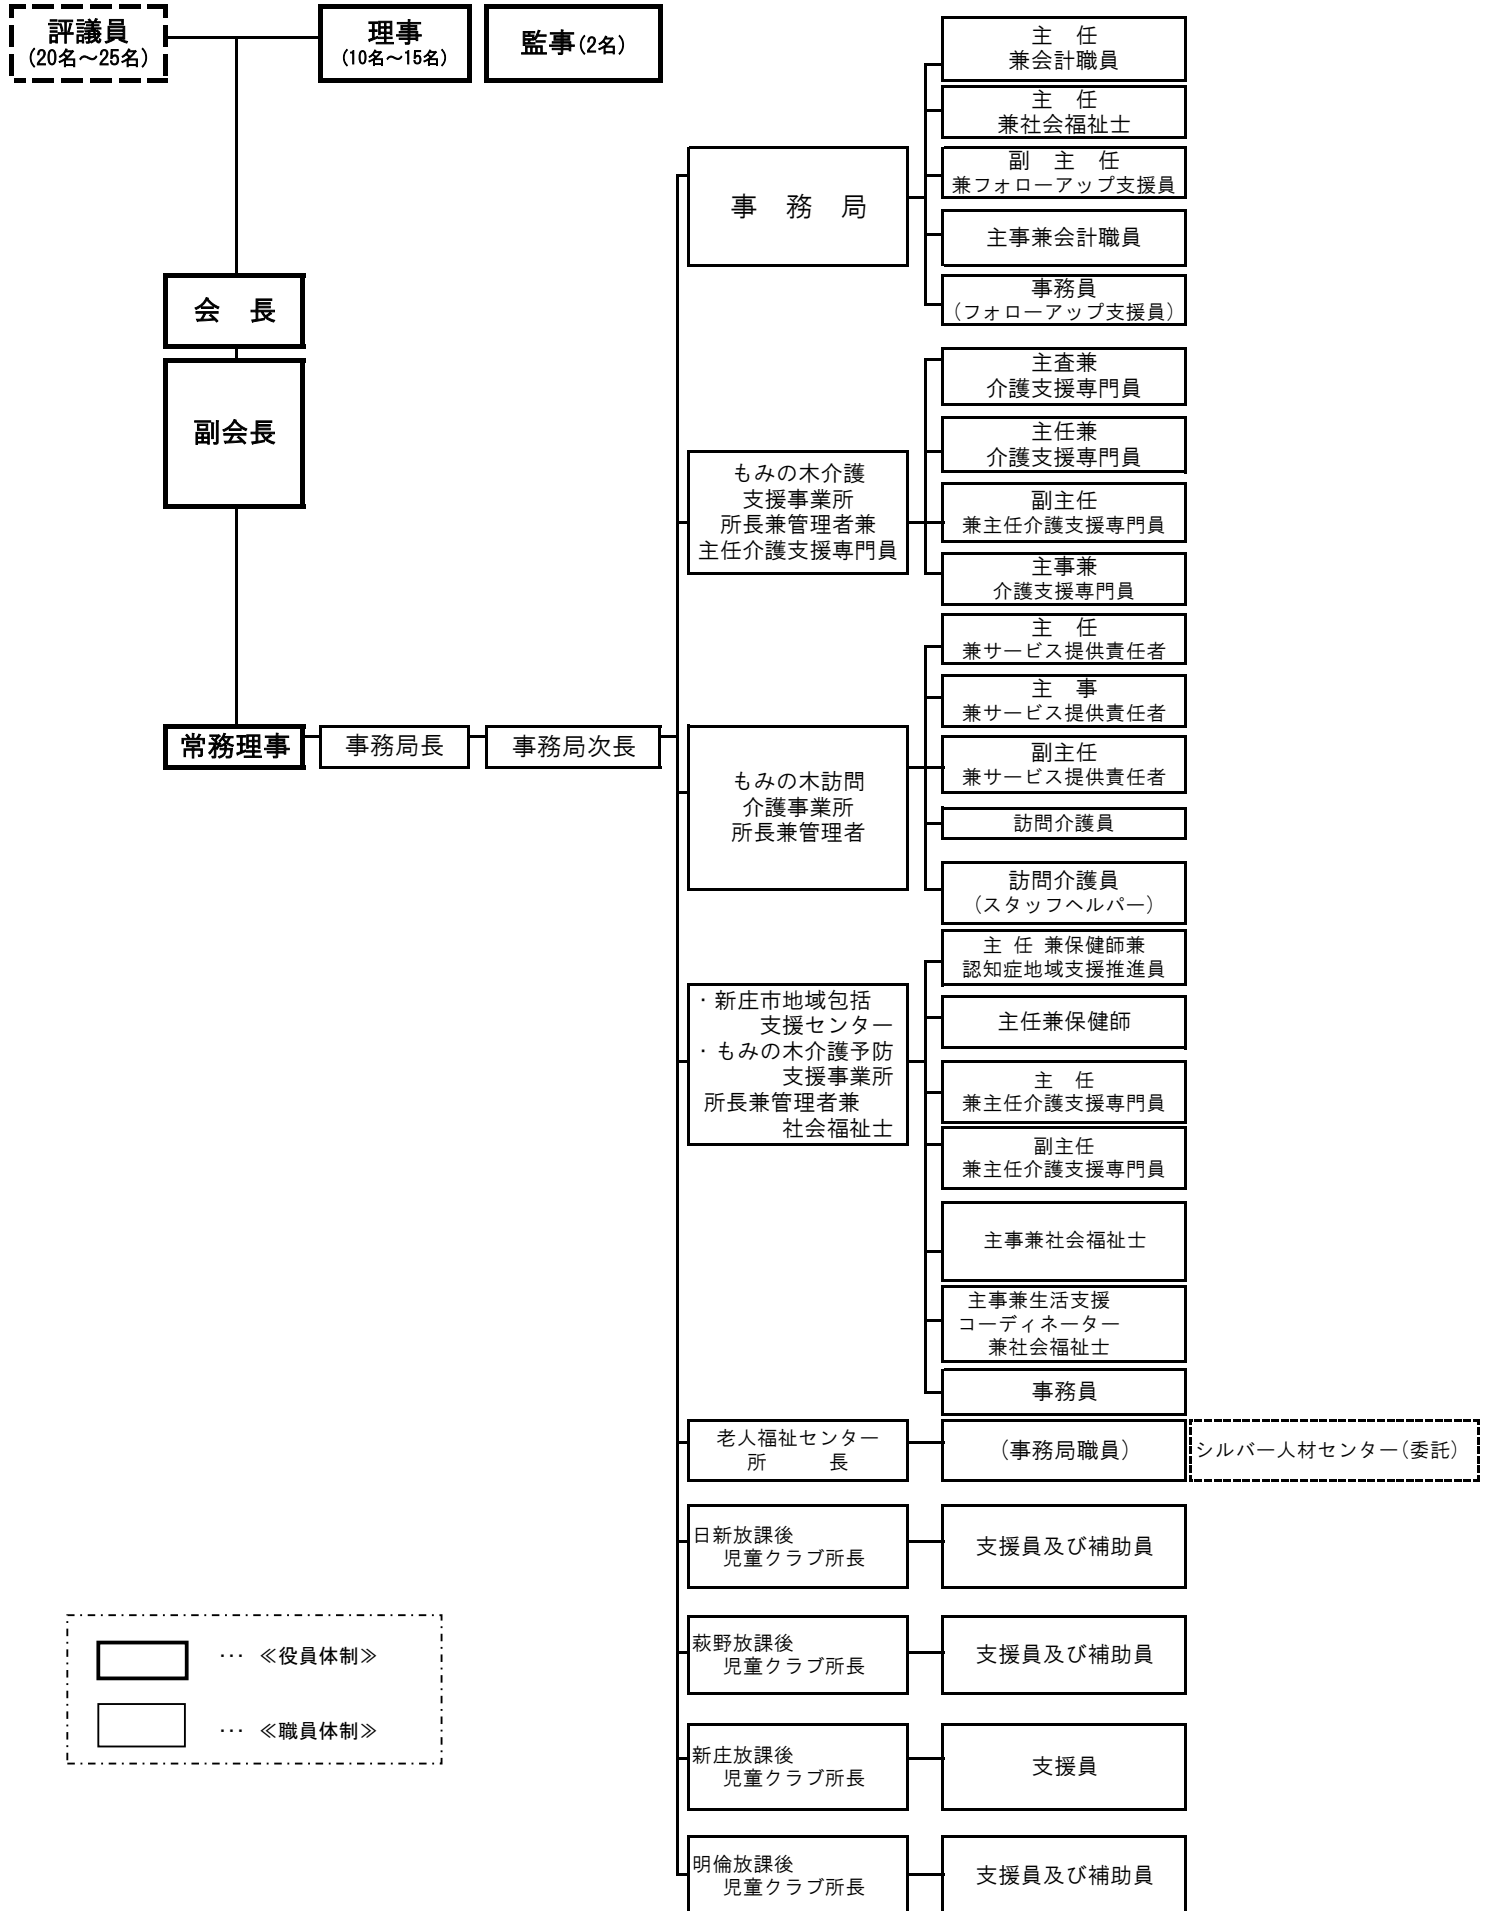 評議員
(20名～25名)
理事
(10名～15名)
監事(2名)
会　長
副会長
常務理事
事務局長
事務局次長
事　務　局
主　任
兼会計職員
主　任
兼社会福祉士
副　主　任
兼フォローアップ支援員
主事兼会計職員
事務員
(フォローアップ支援員)
もみの木介護
支援事業所
所長兼管理者兼
主任介護支援専門員
主査兼
介護支援専門員
主任兼
介護支援専門員
副主任
兼主任介護支援専門員
主事兼
介護支援専門員
もみの木訪問
介護事業所
所長兼管理者
主　任
兼サービス提供責任者
主　事
兼サービス提供責任者
副主任
兼サービス提供責任者
訪問介護員
訪問介護員
(スタッフヘルパー)
・新庄市地域包括
支援センター
・もみの木介護予防
支援事業所
所長兼管理者兼
社会福祉士
主 任 兼保健師兼
認知症地域支援推進員
主任兼保健師
主　任
兼主任介護支援専門員
副主任
兼主任介護支援専門員
主事兼社会福祉士
主事兼生活支援
コーディネーター
兼社会福祉士
事務員
老人福祉センター
所　　　長
(事務局職員)
シルバー人材センター(委託)
日新放課後
児童クラブ所長
支援員及び補助員
萩野放課後
児童クラブ所長
支援員及び補助員
新庄放課後
児童クラブ所長
支援員
明倫放課後
児童クラブ所長
支援員及び補助員
… ≪役員体制≫
… ≪職員体制≫